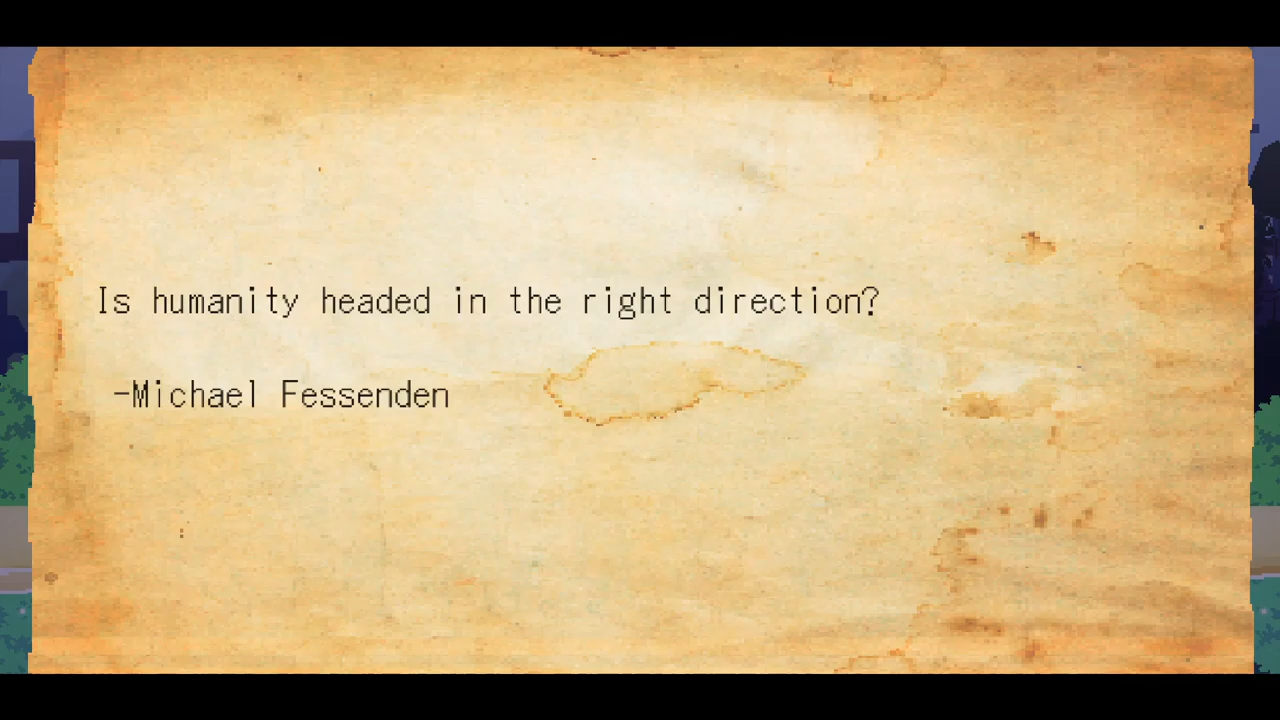 Is humanity headed in the right direction?
-Michael Fessenden